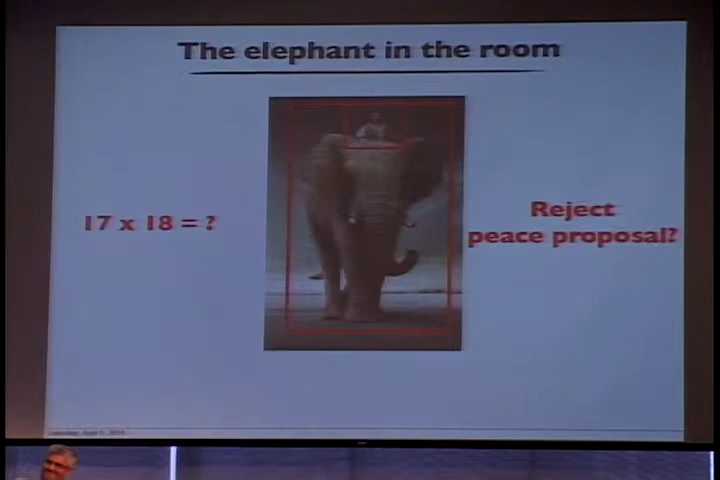 The elephant in the room
17 x 18 = ?
Reject
peace proposal?